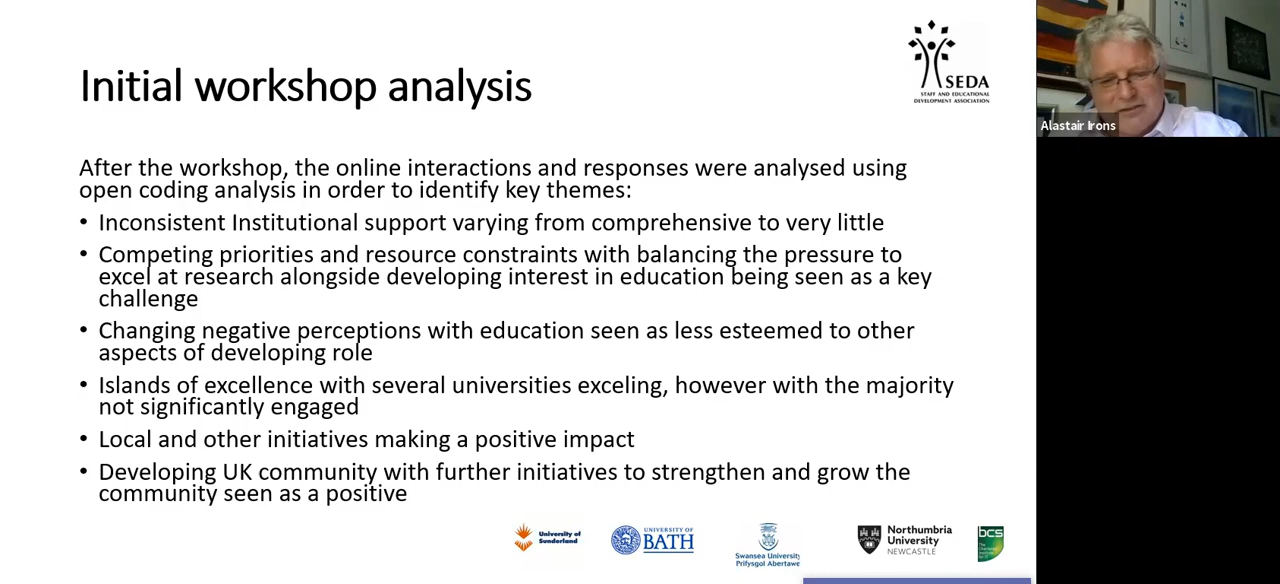 Initial workshop analysis
SEDA
STAFF AND EDUCATIONAL
DEVELOPMENT ASSOCIATION
Alastair Irons
After the workshop, the online interactions and responses were analysed using
open coding analysis in order to identify key themes:
• Inconsistent Institutional support varying from comprehensive to very little
• Competing priorities and resource constraints with balancing the pressure to
excel at research alongside developing interest in education being seen as a key
challenge
• Changing negative perceptions with education seen as less esteemed to other
aspects of developing role
• Islands of excellence with several universities exceling, however with the majority
not significantly engaged
• Local and other initiatives making a positive impact
• Developing UK community with further initiatives to strengthen and grow the
community seen as a positive
University of
Sunderland
UNIVERSITY OF
BATH
Swansea University
Prifysgol Abertawe
Northumbria
University
NEWCASTLE
bcs